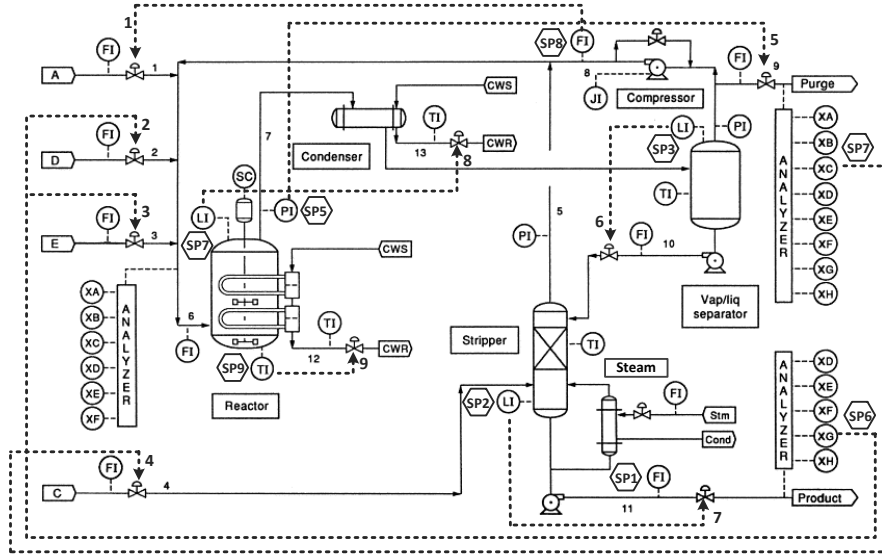 1
SP8
FI
5
FI
FI
9
A
1
8
Purge
CWS
JI
Compressor
XA
2
TI
SP3
LI
PI
XB
SP7
FI
7
13
CWR
XC
D
2
Condenser
8
ANALYZER
XD
SC
TI
XE
3
LI
PI
SP5
5
6
XF
FI
SP7
PI
FI
XG
E
3
CWS
10
XH
XA
Vap/liq
separator
XB
ANALYZER
6
XC
TI
Stripper
TI
FI
12
CWR
XD
SP9
TI
9
Steam
XD
XE
Reactor
SP2
LI
FI
XE
XF
Stm
ANALYZER
XF
SP6
Cond
XG
4
SP1
FI
XH
FI
C
4
11
7
Product